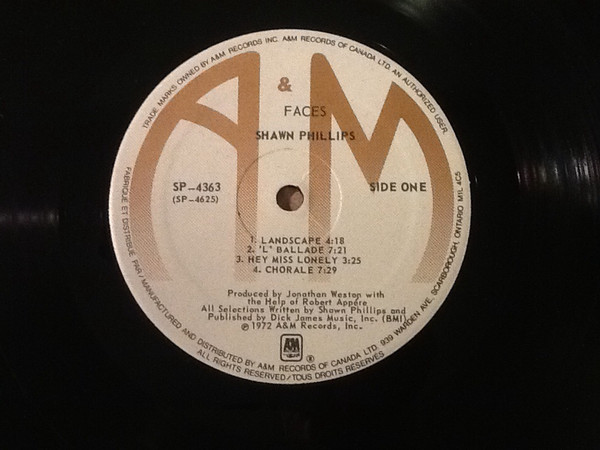 TRADE MARKS OWNED BY A&M RECORDS INC. A&M RECORDS OF CANADA LTD. AN AUTHORIZED USER.
A & M
FACES
SHAWN PHILLIPS
SP-4363
(SP-4625)
SIDE ONE
1. LANDSCAPE 4:18
2. "L" BALLADE 7:21
3. HEY MISS LONELY 3:25
4. CHORALE 7:29
Produced by Jonathan Weston with
the Help of Robert Appére
All Selections Written by Shawn Phillips and
Published by Dick James Music, Inc. (BMI)
℗ 1972 A&M Records, Inc.
A&M ®
FABRIQUE ET DISTRIBUÉ PAR/MANUFACTURED AND DISTRIBUTED BY A&M RECORDS OF CANADA LTD. 939 WARDEN AVE. SCARBOROUGH, ONTARIO M1L 4C5
ALL RIGHTS RESERVED/TOUS DROITS RESERVÉS